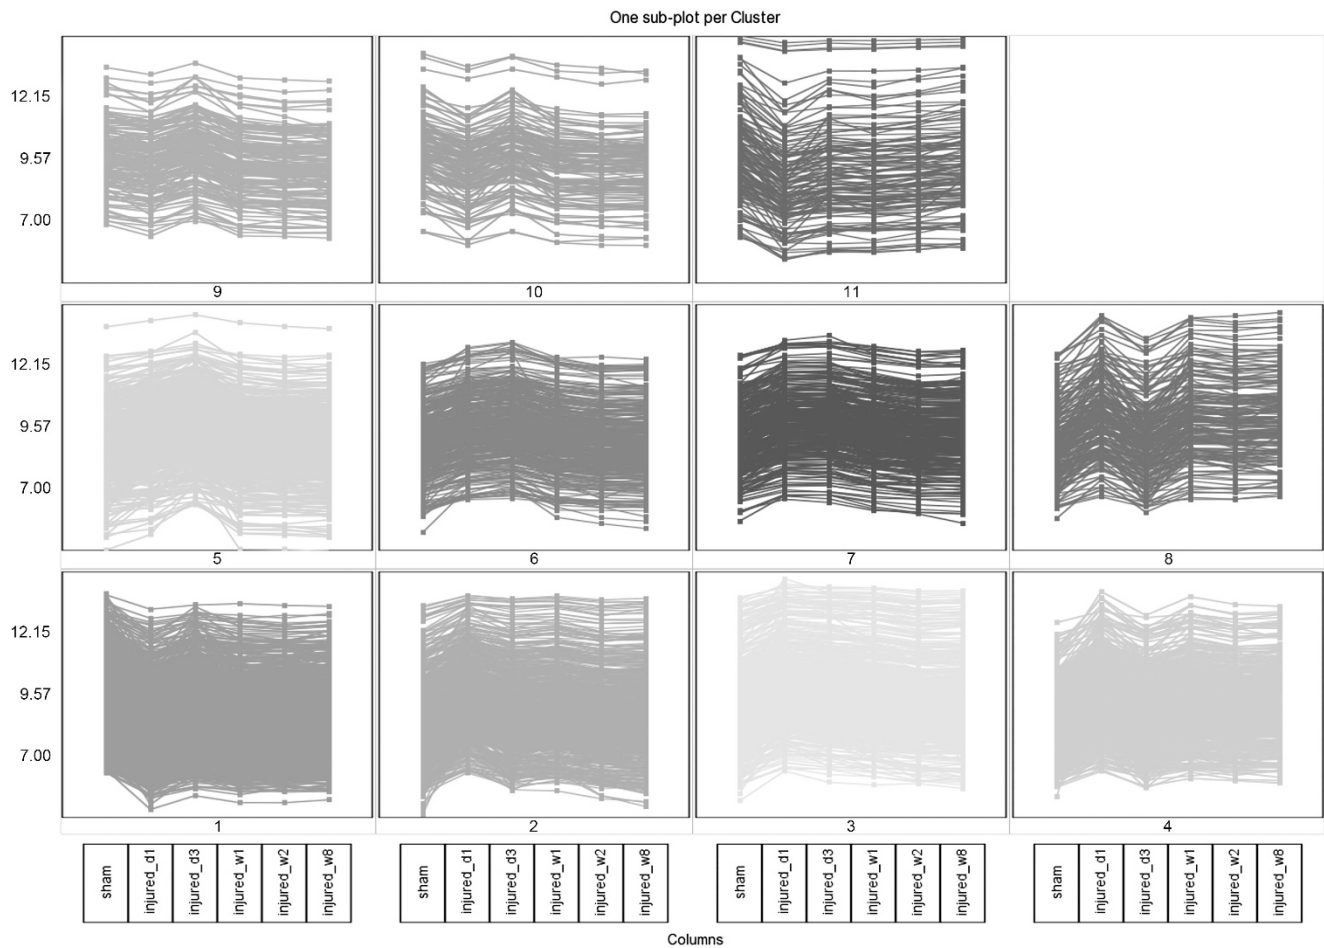 One sub-plot per Cluster
12.15
9.57
7.00
9 10 11
12.15
9.57
7.00
5 6 7 8
12.15
9.57
7.00
1 2 3 4
sham injured_d1 injured_d3 injured_w1 injured_w2 injured_w8
sham injured_d1 injured_d3 injured_w1 injured_w2 injured_w8
sham injured_d1 injured_d3 injured_w1 injured_w2 injured_w8
sham injured_d1 injured_d3 injured_w1 injured_w2 injured_w8
Columns